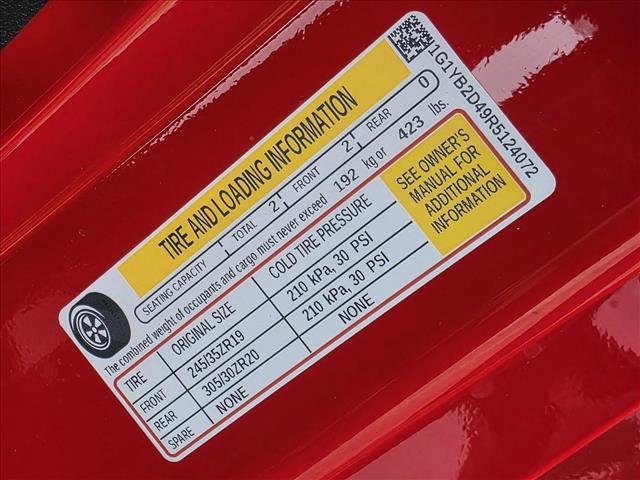 1G1YB2D49R5124072
TIRE AND LOADING INFORMATION
SEATING CAPACITY TOTAL 2 FRONT 2 REAR 0
The combined weight of occupants and cargo must never exceed 192 kg or 423 lbs.
TIRE ORIGINAL SIZE COLD TIRE PRESSURE
FRONT 245/35ZR19 210 kPa, 30 PSI
REAR 305/30ZR20 210 kPa, 30 PSI
SPARE NONE NONE
SEE OWNER'S
MANUAL FOR
ADDITIONAL
INFORMATION